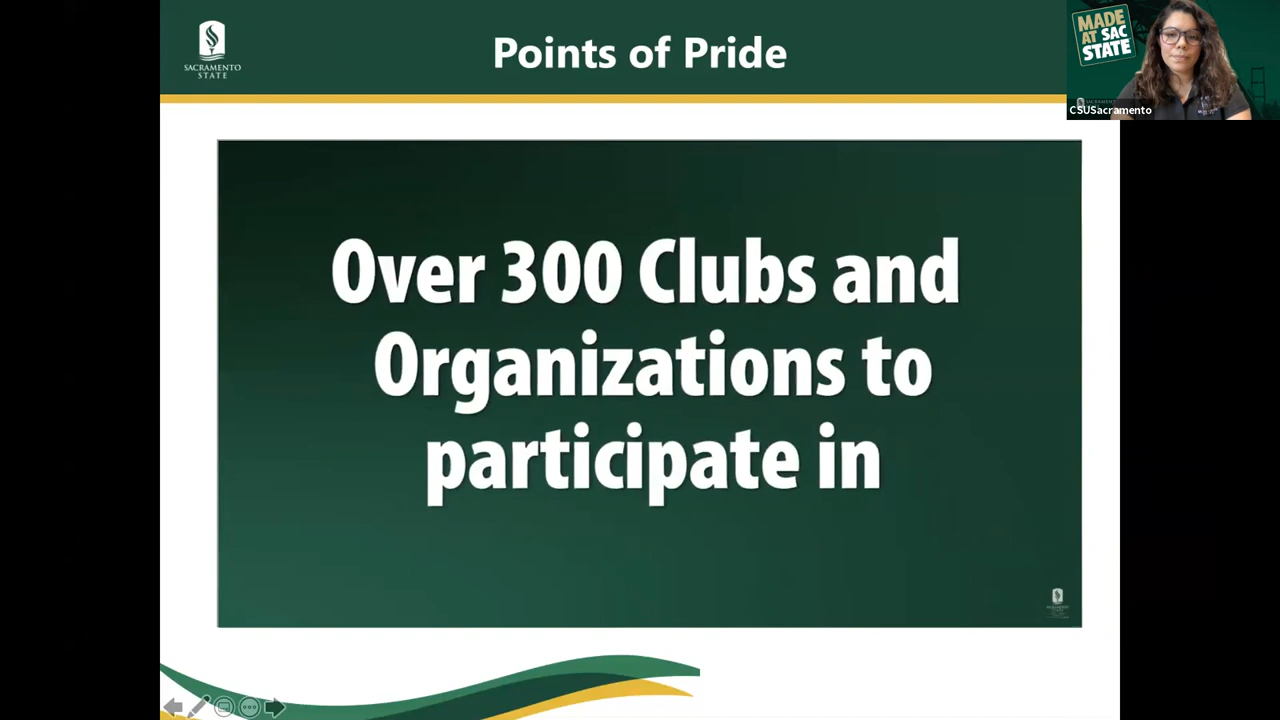 Points of Pride
SACRAMENTO
STATE
MADE
AT SAC
STATE
CSUSacramento
Over 300 Clubs and
Organizations to
participate in